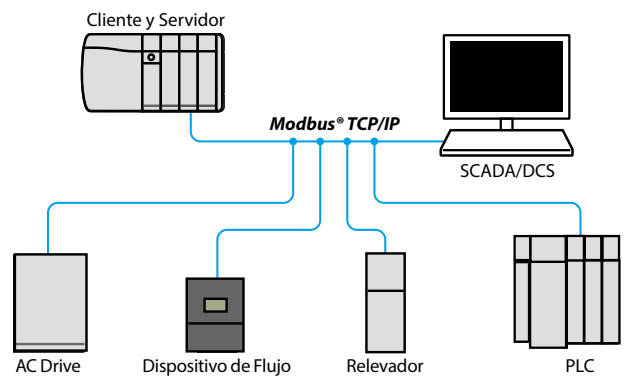 Cliente y Servidor
Modbus® TCP/IP
SCADA/DCS
AC Drive
Dispositivo de Flujo
Relevador
PLC